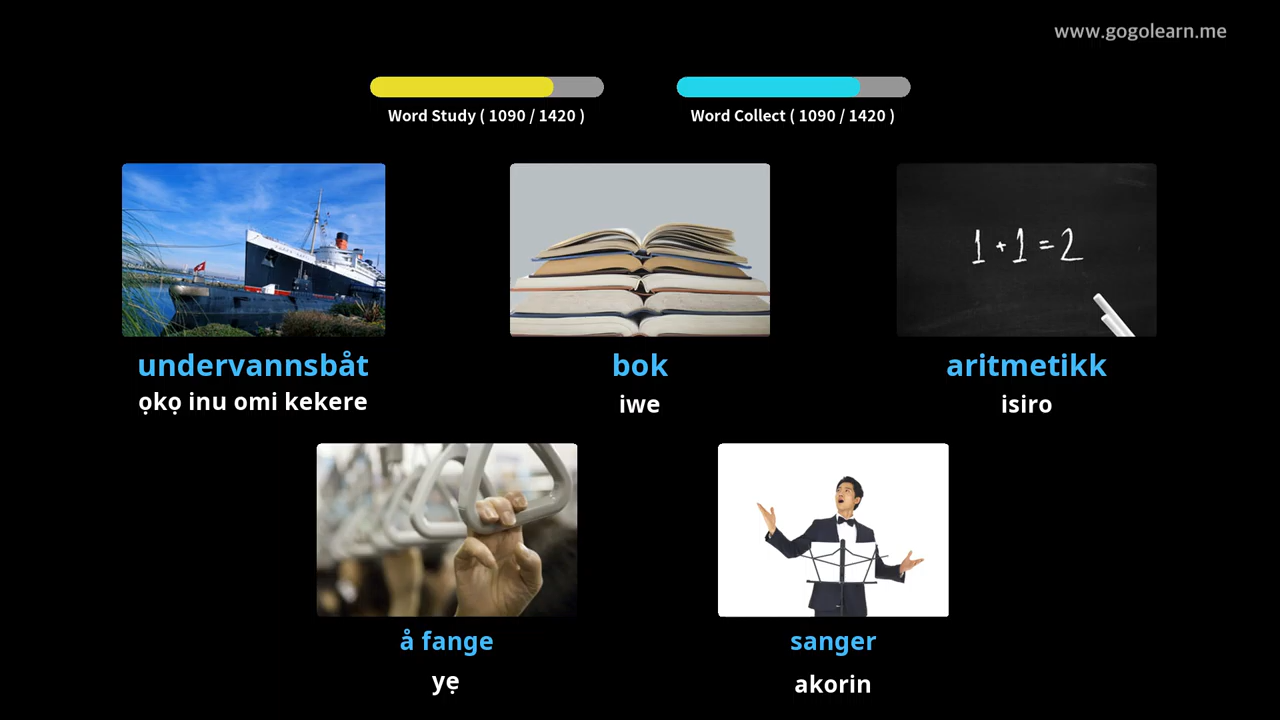 www.gogolearn.me
Word Study ( 1090 / 1420 )
Word Collect ( 1090 / 1420 )
1 + 1 = 2
undervannsbåt
bok
aritmetikk
ọkọ inu omi kekere
iwe
isiro
å fange
sanger
yẹ
akorin